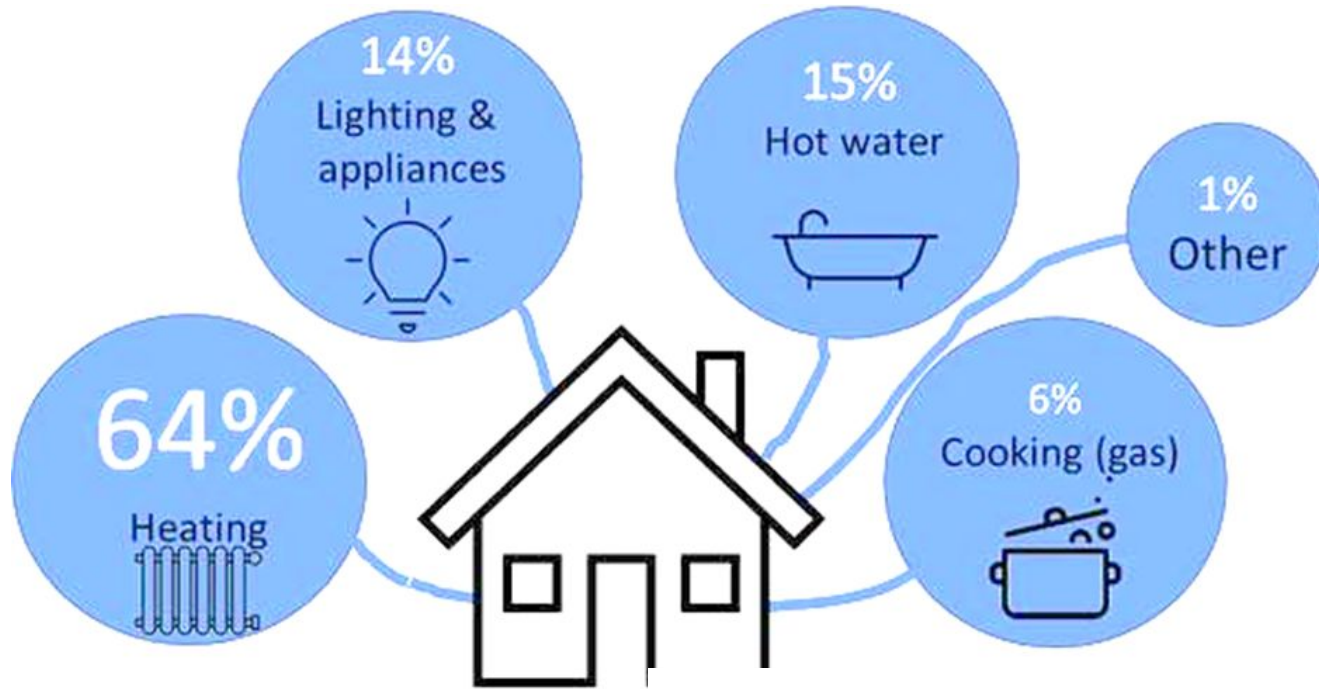 14%
Lighting &
appliances
15%
Hot water
1%
Other
64%
Heating
6%
Cooking (gas)